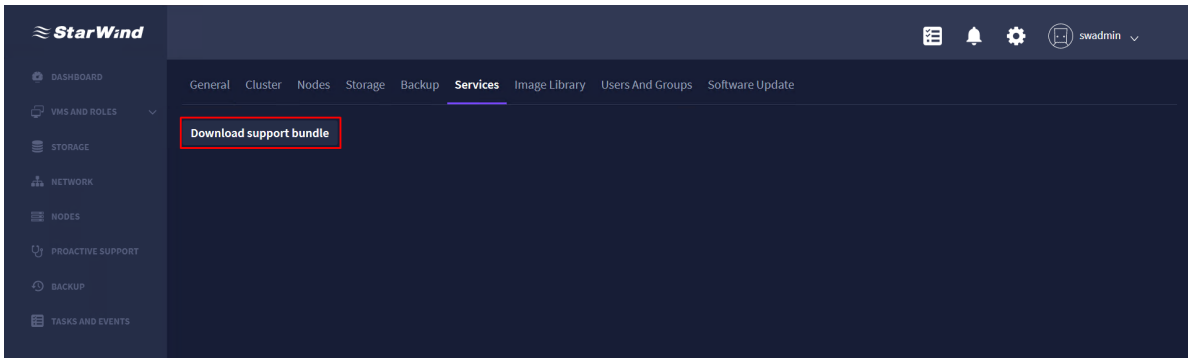 StarWind
swadmin
DASHBOARD
VMS AND ROLES
STORAGE
NETWORK
NODES
PROACTIVE SUPPORT
BACKUP
TASKS AND EVENTS
General Cluster Nodes Storage Backup Services Image Library Users And Groups Software Update
Download support bundle